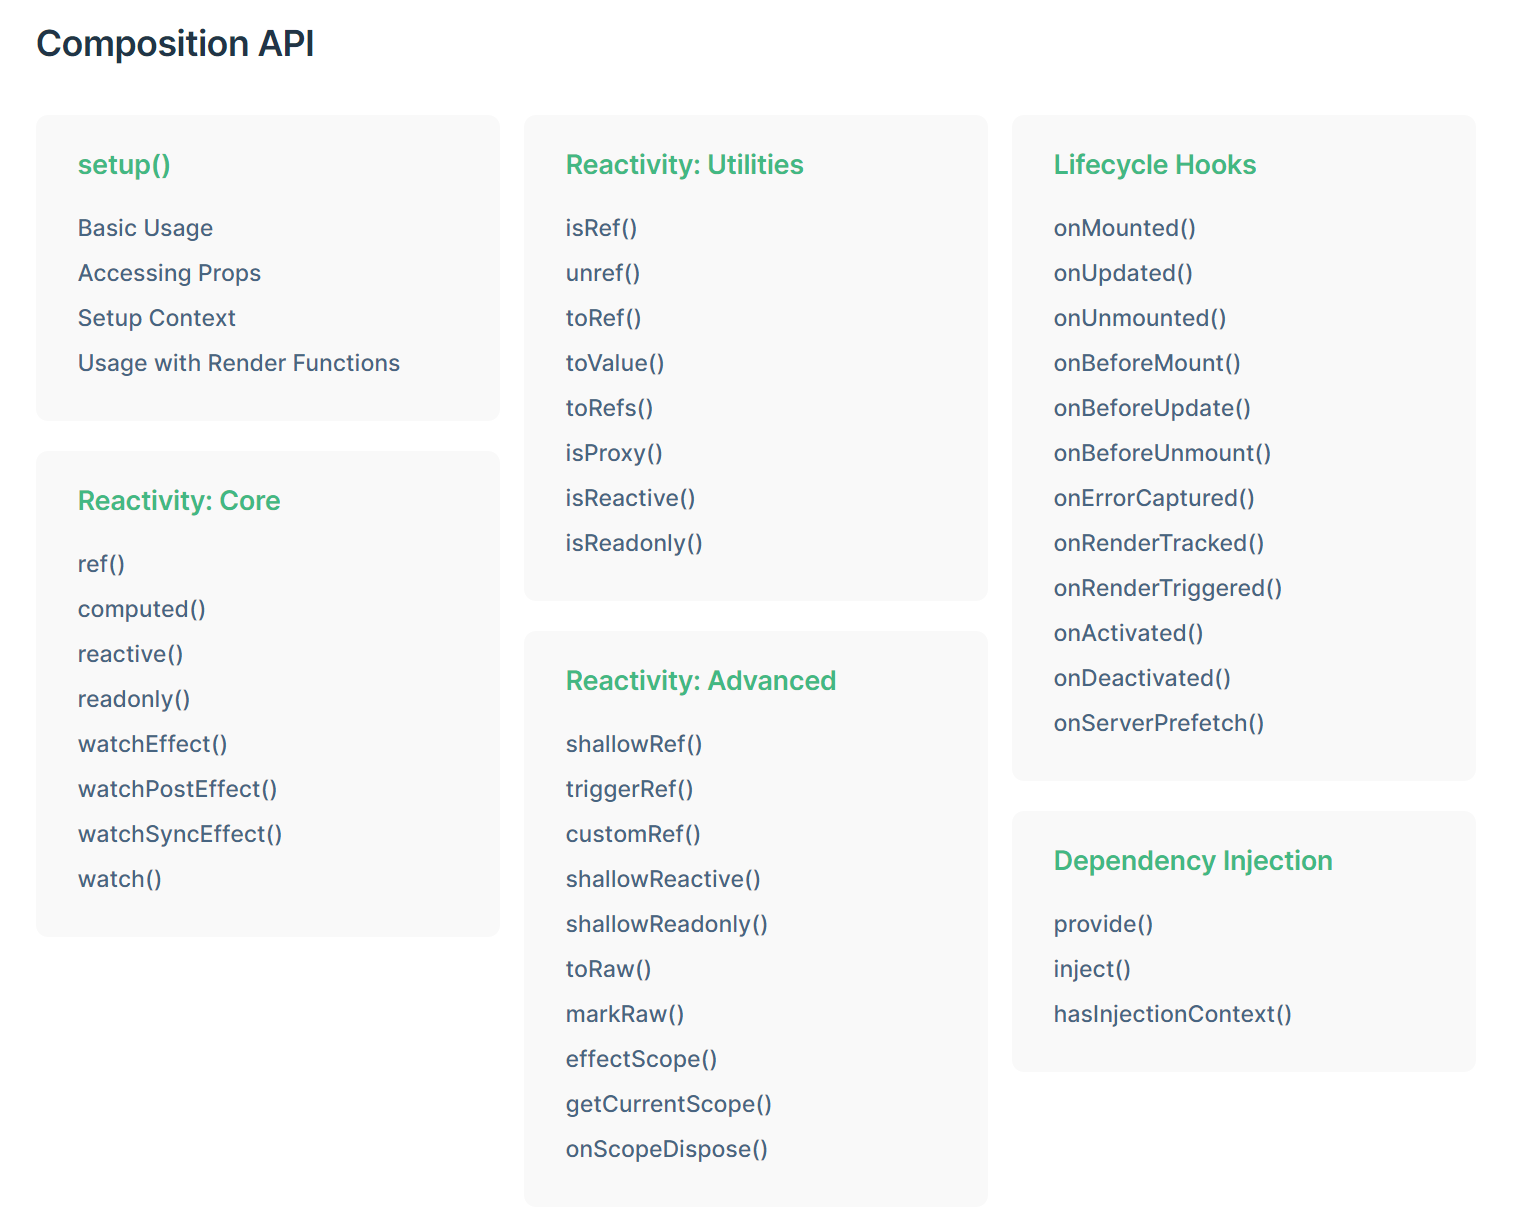 Composition API
setup()
Basic Usage
Accessing Props
Setup Context
Usage with Render Functions
Reactivity: Core
ref()
computed()
reactive()
readonly()
watchEffect()
watchPostEffect()
watchSyncEffect()
watch()
Reactivity: Utilities
isRef()
unref()
toRef()
toValue()
toRefs()
isProxy()
isReactive()
isReadonly()
Reactivity: Advanced
shallowRef()
triggerRef()
customRef()
shallowReactive()
shallowReadonly()
toRaw()
markRaw()
effectScope()
getCurrentScope()
onScopeDispose()
Lifecycle Hooks
onMounted()
onUpdated()
onUnmounted()
onBeforeMount()
onBeforeUpdate()
onBeforeUnmount()
onErrorCaptured()
onRenderTracked()
onRenderTriggered()
onActivated()
onDeactivated()
onServerPrefetch()
Dependency Injection
provide()
inject()
hasInjectionContext()